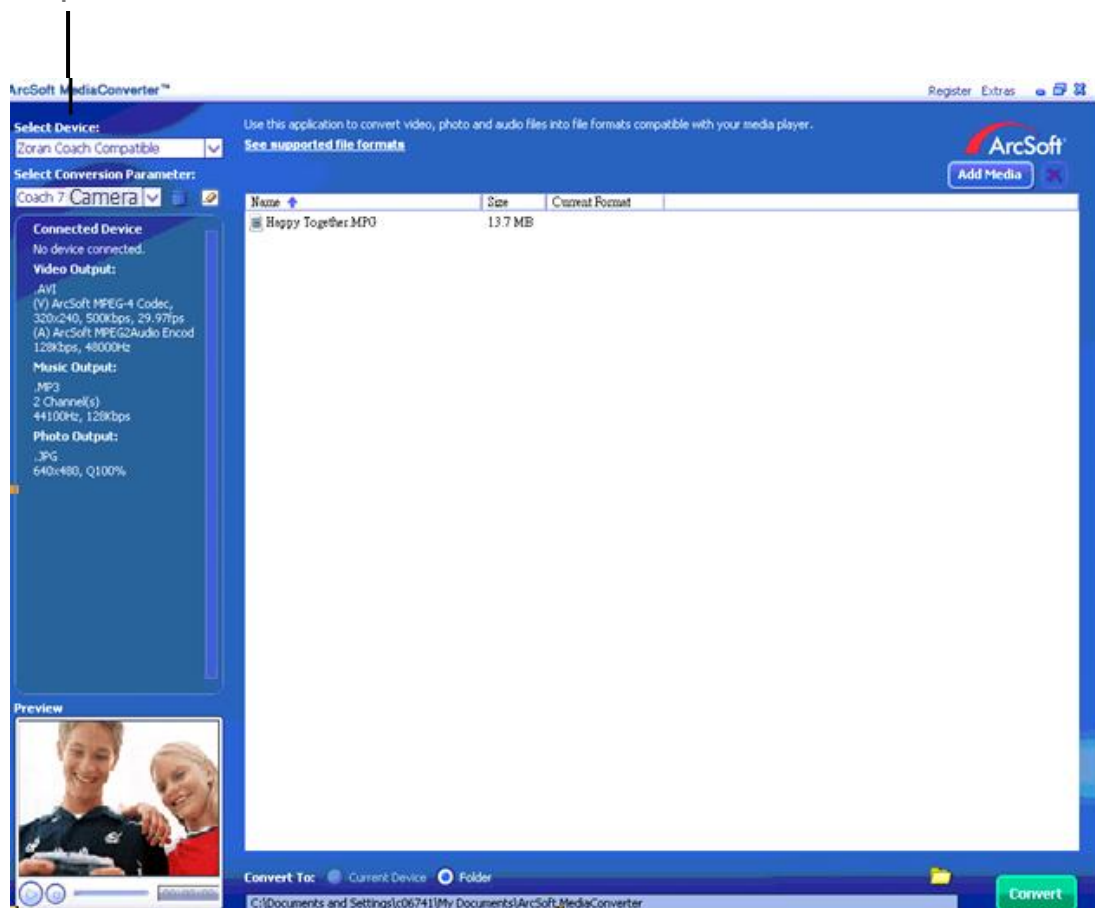 ArcSoft MediaConverter™
Register Extras
Select Device:
Zoran Coach Compatible
Select Conversion Parameter:
Coach 7 Camera
Use this application to convert video, photo and audio files into file formats compatible with your media player.
See supported file formats
ArcSoft
Add Media
Name Size Current Format
Happy Together.MPG 13.7 MB
Connected Device
No device connected.
Video Output:
.AVI
(V) ArcSoft MPEG-4 Codec,
320x240, 500Kbps, 29.97fps
(A) ArcSoft MPEG2Audio Encod
128Kbps, 48000Hz
Music Output:
.MP3
2 Channel(s)
44100Hz, 128Kbps
Photo Output:
.JPG
640x480, Q100%
Preview
Convert To: Current Device Folder
C:\Documents and Settings\c06741\My Documents\ArcSoft.MediaConverter
Convert